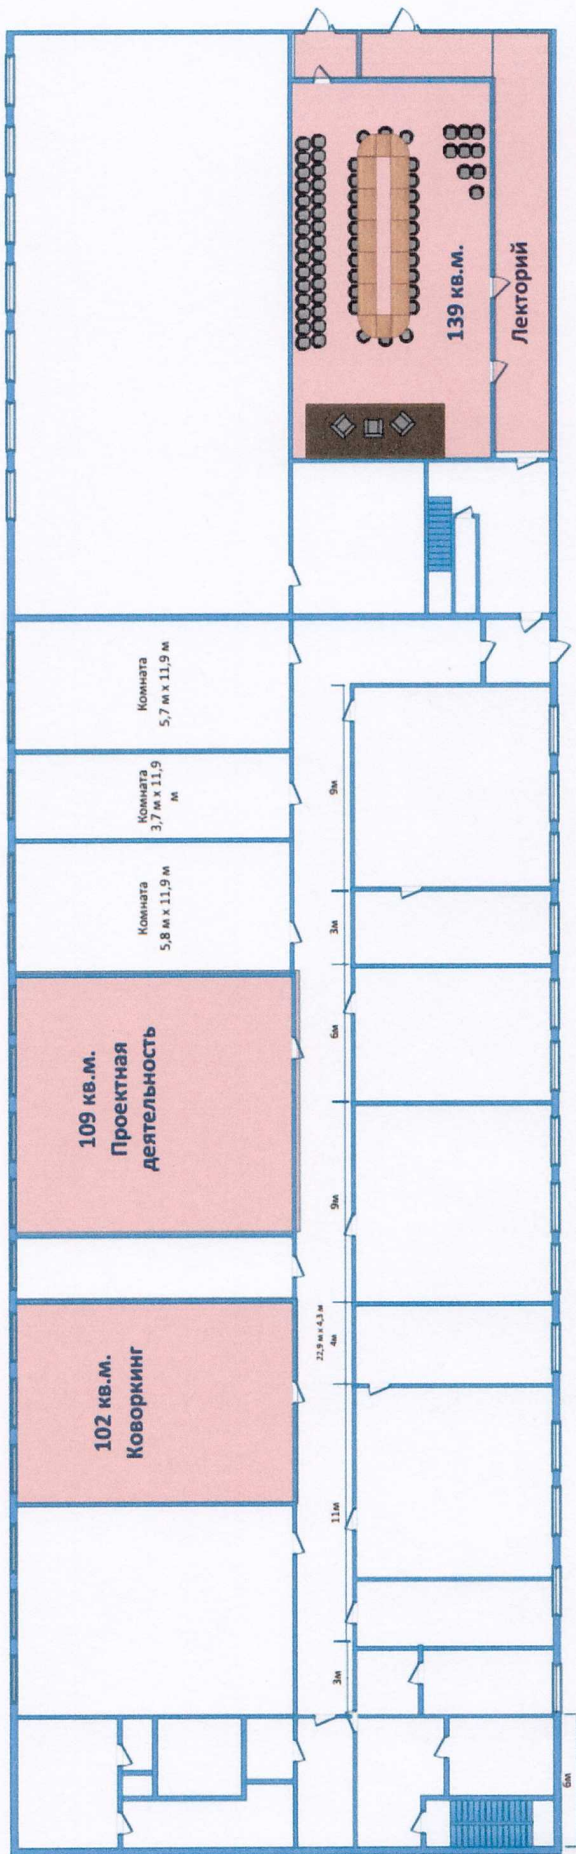 102 кв.м.
Коворкинг
109 кв.м.
Проектная
деятельность
Комната
5,8 м х 11,9 м
Комната
3,7 м х 11,9
м
Комната
5,7 м х 11,9 м
139 кв.м.
Лекторий
3м
11м
22,9 м х 4,3 м
4м
9м
6м
3м
9м
6м